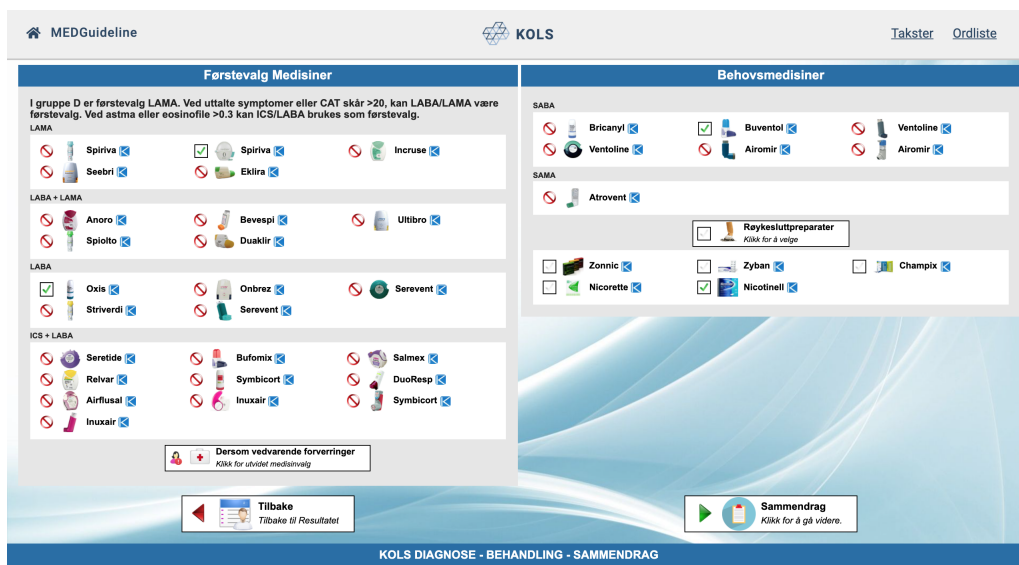 MEDGuideline
KOLS
Takster Ordliste
Førstevalg Medisiner
I gruppe D er førstevalg LAMA. Ved uttalte symptomer eller CAT skår >20, kan LABA/LAMA være
førstevalg. Ved astma eller eosinofile >0.3 kan ICS/LABA brukes som førstevalg.
LAMA
Spiriva Spiriva Incruse
Seebri Eklira
LABA + LAMA
Anoro Bevespi Ultibro
Spiolto Duaklir
LABA
Oxis Onbrez Serevent
Striverdi Serevent
ICS + LABA
Seretide Bufomix Salmex
Relvar Symbicort DuoResp
Airflusal Inuxair Symbicort
Inuxair
Dersom vedvarende forverringer
Klikk for utvidet medisinvalg
Behovsmedisiner
SABA
Bricanyl Buventol Ventoline
Ventoline Airomir Airomir
SAMA
Atrovent
Røykesluttpreparater
Klikk for å velge
Zonnic Zyban Champix
Nicorette Nicotinell
Tilbake
Tilbake til Resultatet
Sammendrag
Klikk for å gå videre.
KOLS DIAGNOSE - BEHANDLING - SAMMENDRAG